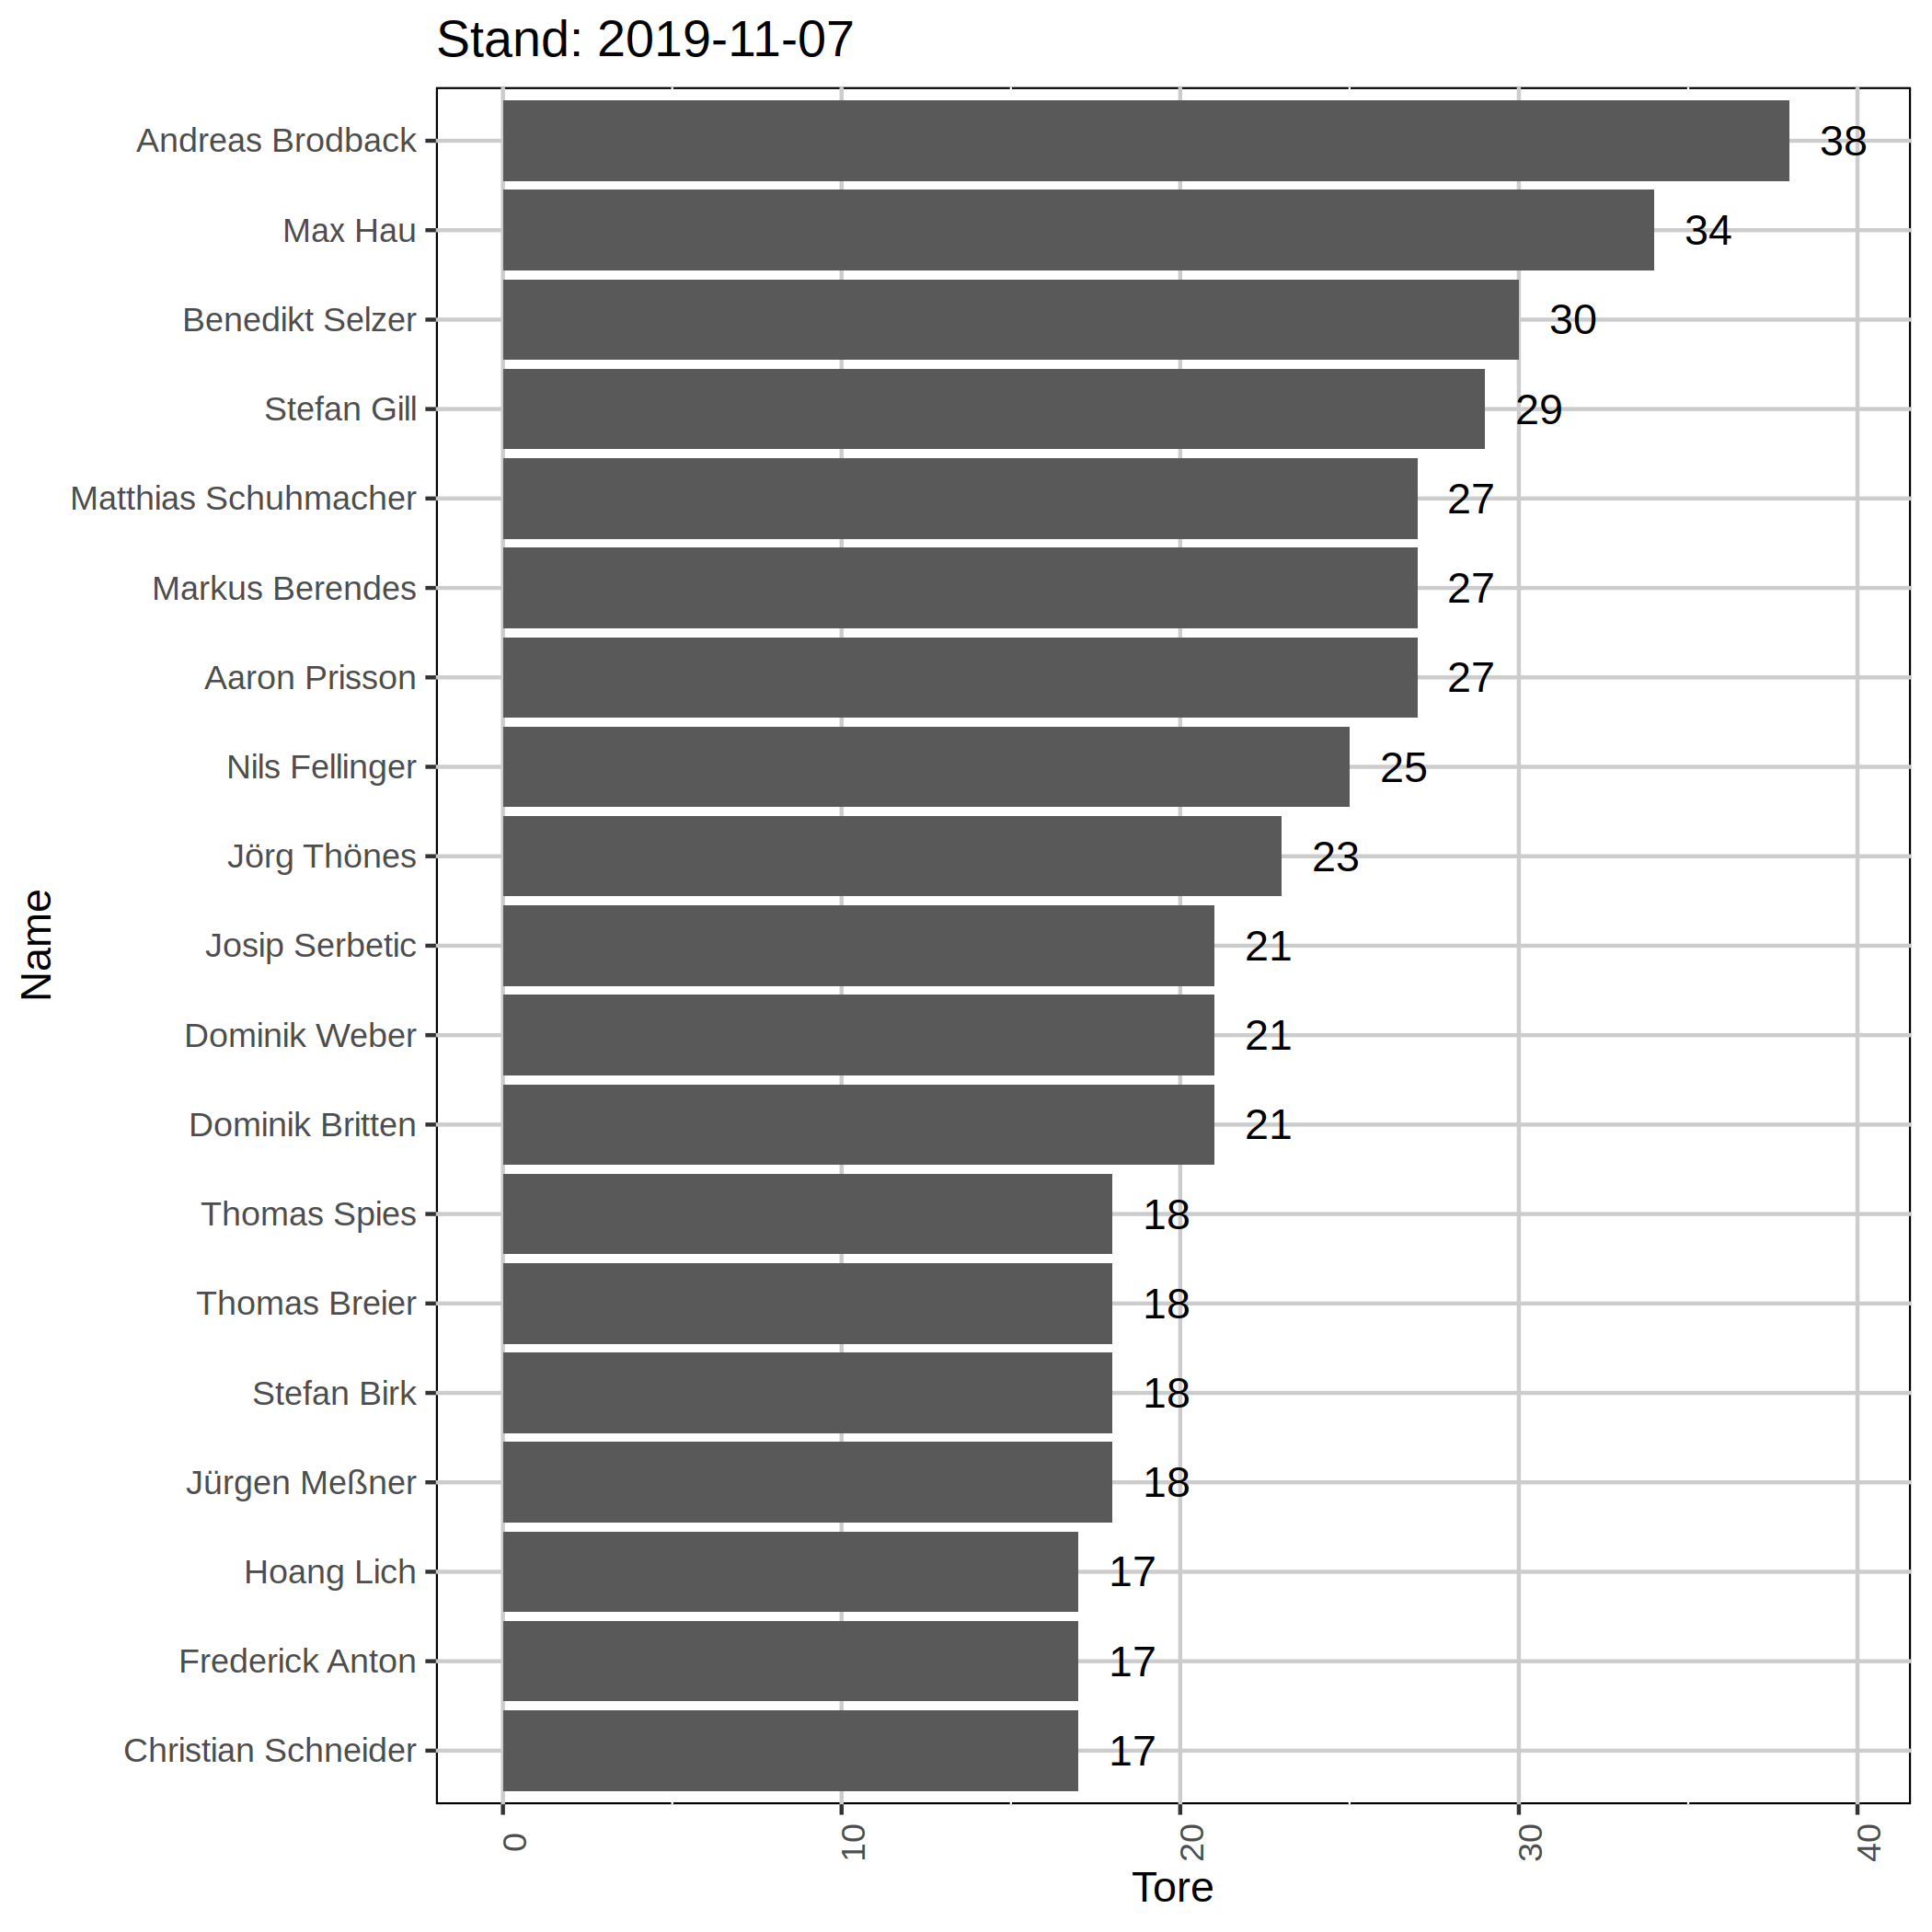 Stand: 2019-11-07
Andreas Brodback 38
Max Hau 34
Benedikt Selzer 30
Stefan Gill 29
Matthias Schuhmacher 27
Markus Berendes 27
Aaron Prisson 27
Nils Fellinger 25
Jörg Thönes 23
Josip Serbetic 21
Dominik Weber 21
Dominik Britten 21
Thomas Spies 18
Thomas Breier 18
Stefan Birk 18
Jürgen Meßner 18
Hoang Lich 17
Frederick Anton 17
Christian Schneider 17
Name
0 10 20 30 40
Tore